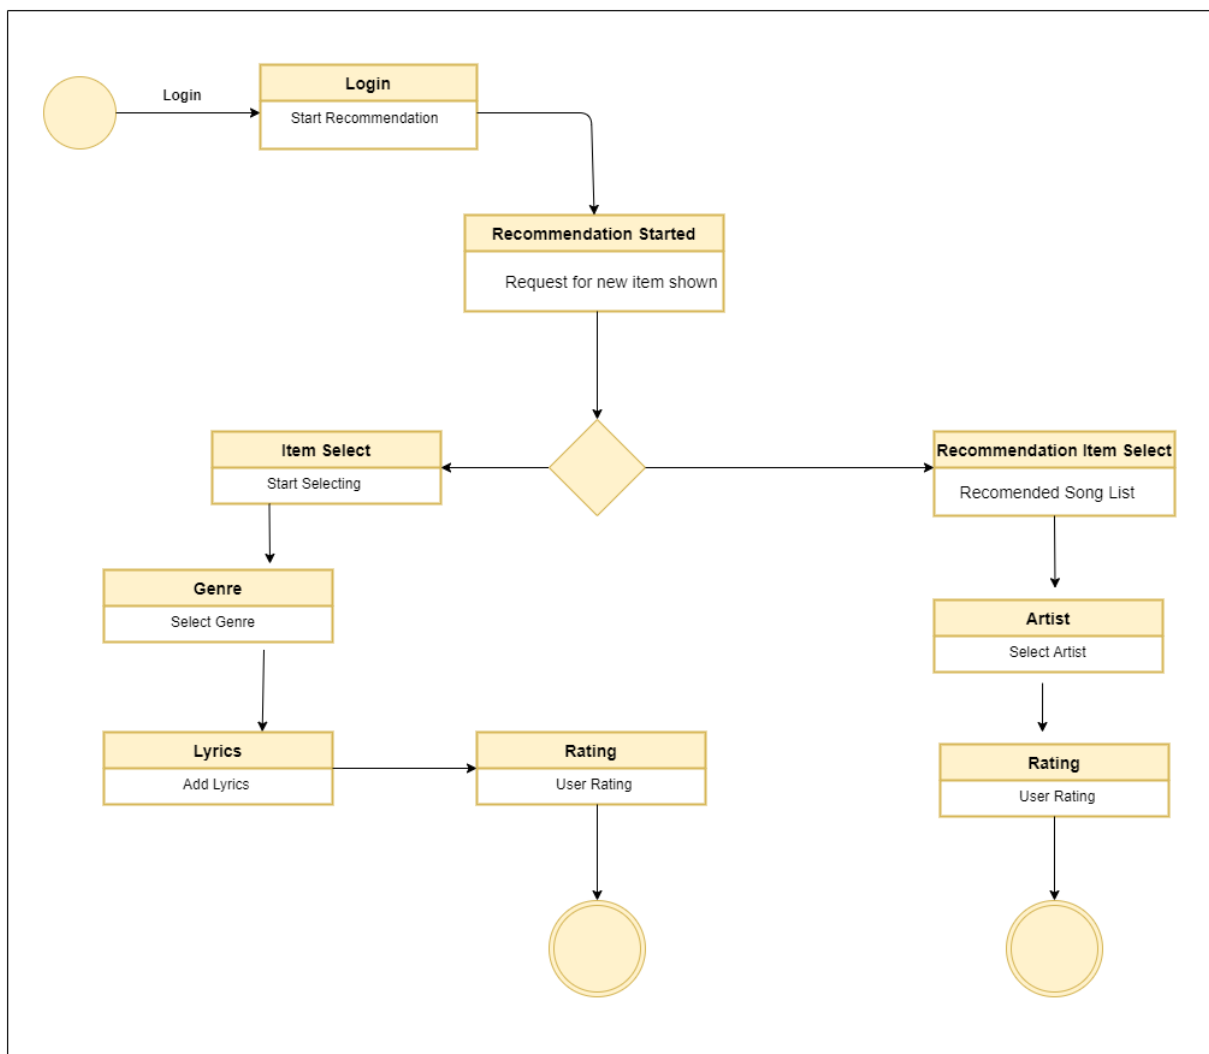 Login
Login
Start Recommendation
Recommendation Started
Request for new item shown
Item Select
Start Selecting
Recommendation Item Select
Recomended Song List
Genre
Select Genre
Artist
Select Artist
Lyrics
Add Lyrics
Rating
User Rating
Rating
User Rating